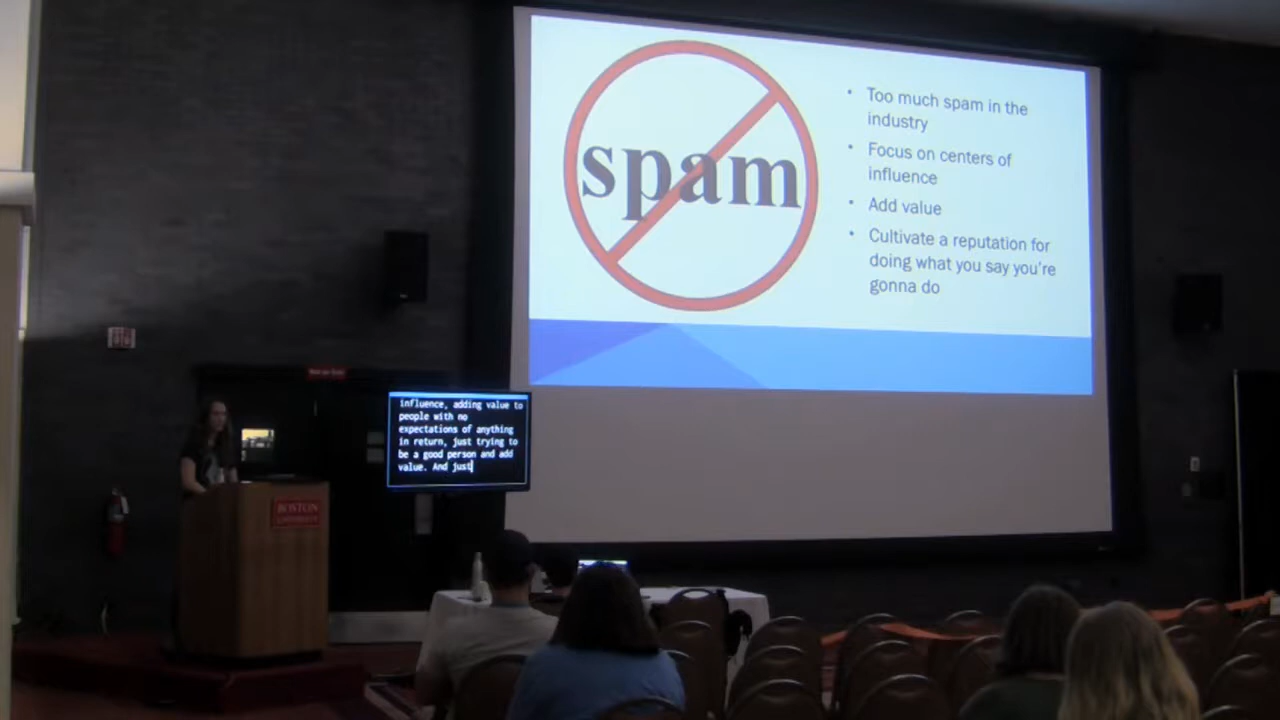 spam
• Too much spam in the
industry
• Focus on centers of
influence
• Add value
• Cultivate a reputation for
doing what you say you're
gonna do
influence, adding value to
people with no
expectations of anything
in return, just trying to
be a good person and add
value. And just
BOSTON
UNIVERSITY